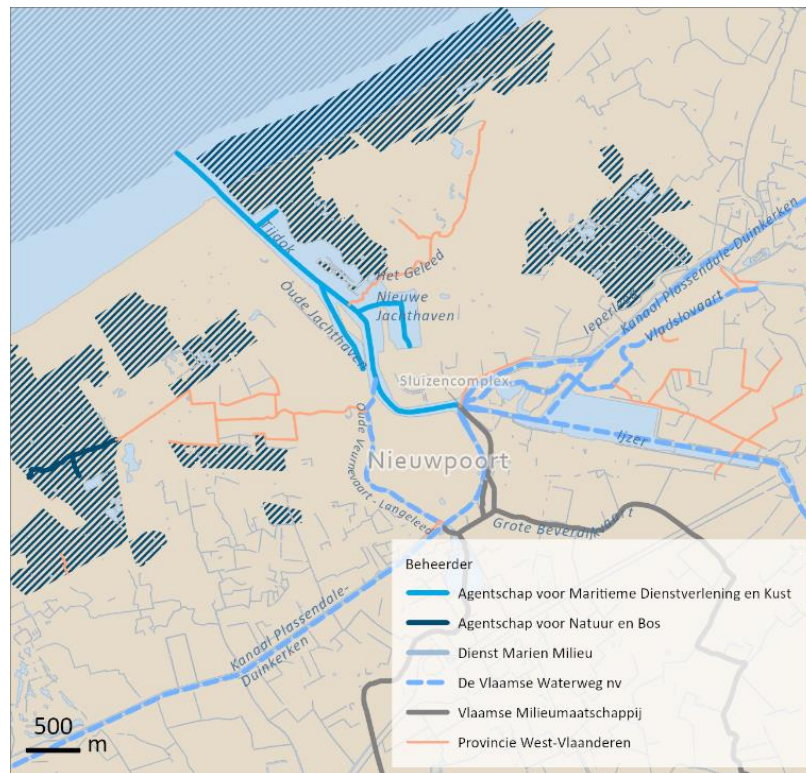 Tijdok
Het Geleed
Nieuwe
Jachthaven
Oude Jachthaven
Ieperleed
Kanaal Plassendale-Duinkerken
Vladslovaart
Sluizencomplex
Ijzer
Oude Veurnevaart - Langeleed
Nieuwpoort
Grote Beverdijkvaart
Kanaal Plassendale-
Duinkerken
Beheerder
Agentschap voor Maritieme Dienstverlening en Kust
Agentschap voor Natuur en Bos
Dienst Marien Milieu
De Vlaamse Waterweg nv
Vlaamse Milieumaatschappij
Provincie West-Vlaanderen
500
m